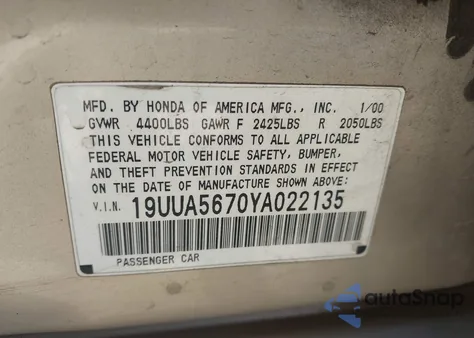 MFD. BY HONDA OF AMERICA MFG., INC. 1/00
GVWR 4400LBS GAWR F 2425LBS R 2050LBS
THIS VEHICLE CONFORMS TO ALL APPLICABLE
FEDERAL MOTOR VEHICLE SAFETY, BUMPER,
AND THEFT PREVENTION STANDARDS IN EFFECT
ON THE DATE OF MANUFACTURE SHOWN ABOVE:
V.I.N. 19UUA5670YA022135
PASSENGER CAR
autoSnap